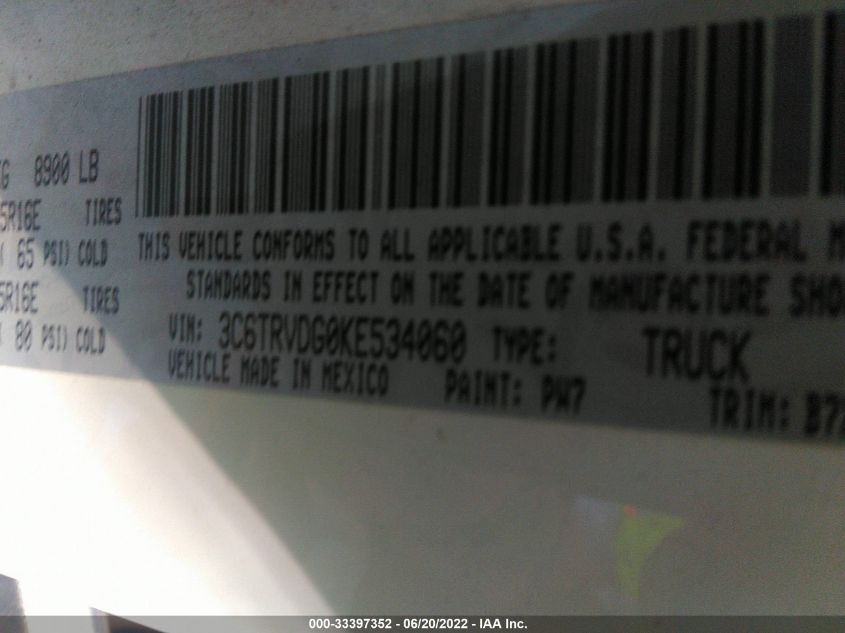 8900 LB
5R16E TIRES
65 PSI) COLD
5R16E TIRES
80 PSI) COLD
THIS VEHICLE CONFORMS TO ALL APPLICABLE U.S.A. FEDERAL M
STANDARDS IN EFFECT ON THE DATE OF MANUFACTURE SHO
VIN: 3C6TRVDG0KE534060 TYPE: TRUCK
VEHICLE MADE IN MEXICO PAINT: PW7 TRIM: B7
000-33397352 - 06/20/2022 - IAA Inc.